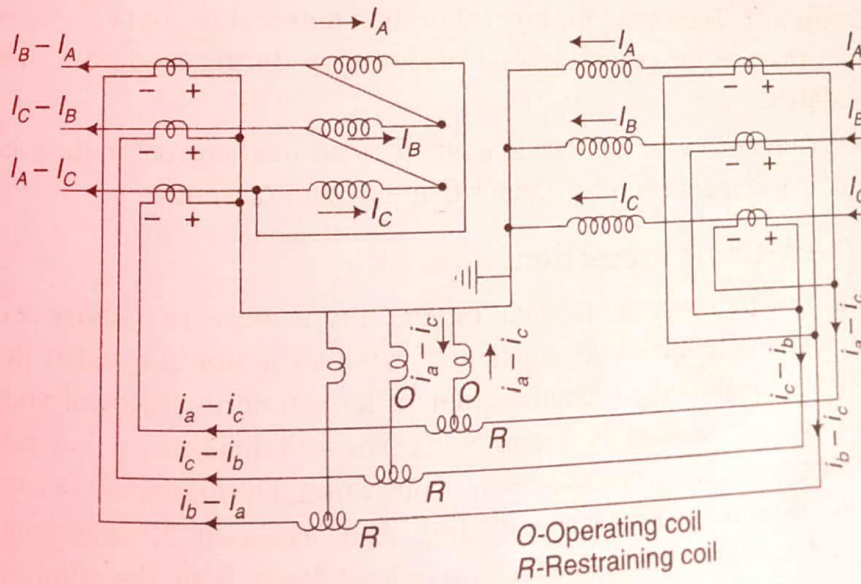 I_A
I_A
I_A
I_B – I_A
– +
– +
I_C – I_B
I_B
I_B
I_B
– +
– +
I_A – I_C
I_C
I_C
I_C
– +
– +
i_a – i_c
i_a – i_c
i_c – i_b
i_a – i_c
i_b – i_c
O
O
i_a – i_c
R
i_c – i_b
R
i_b – i_a
R
O-Operating coil
R-Restraining coil